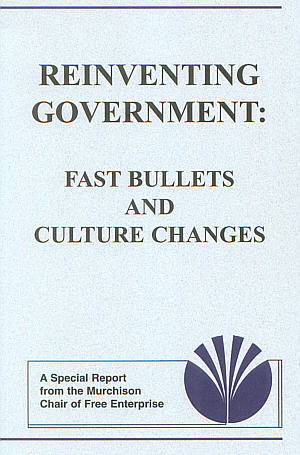 REINVENTING
GOVERNMENT:
FAST BULLETS
AND
CULTURE CHANGES
A Special Report
from the Murchison
Chair of Free Enterprise